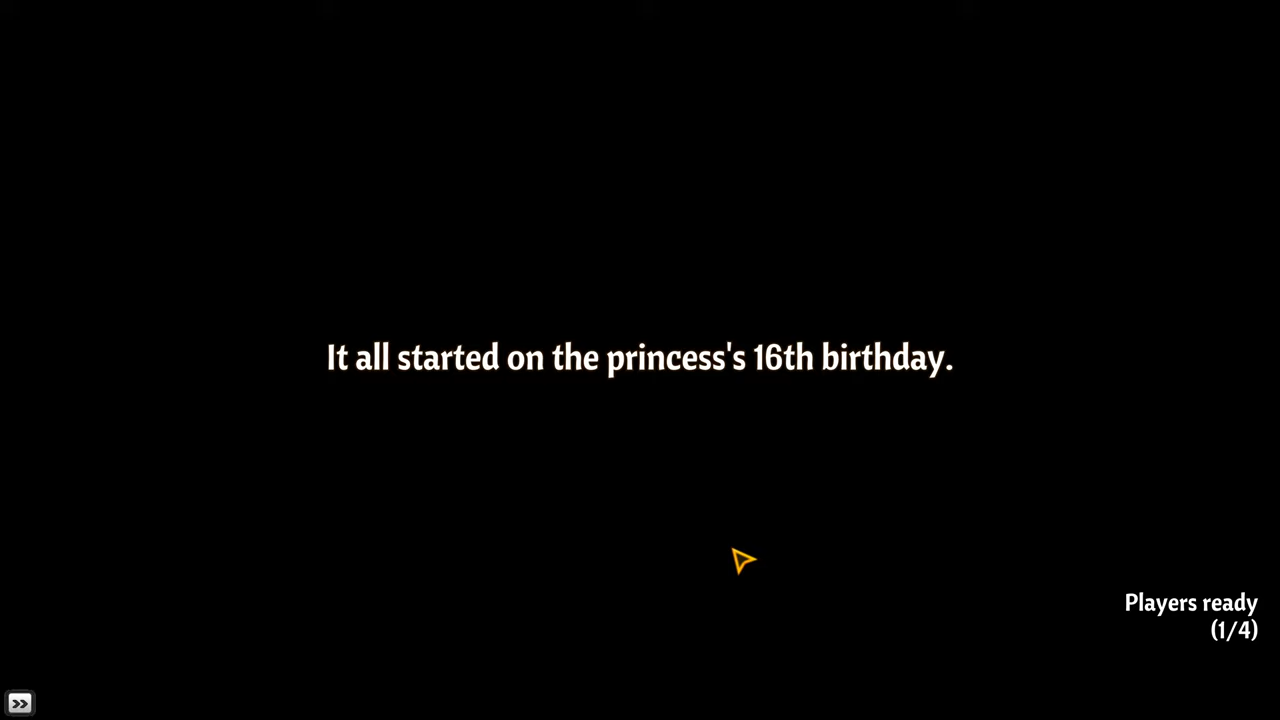 It all started on the princess's 16th birthday.
Players ready
(1/4)